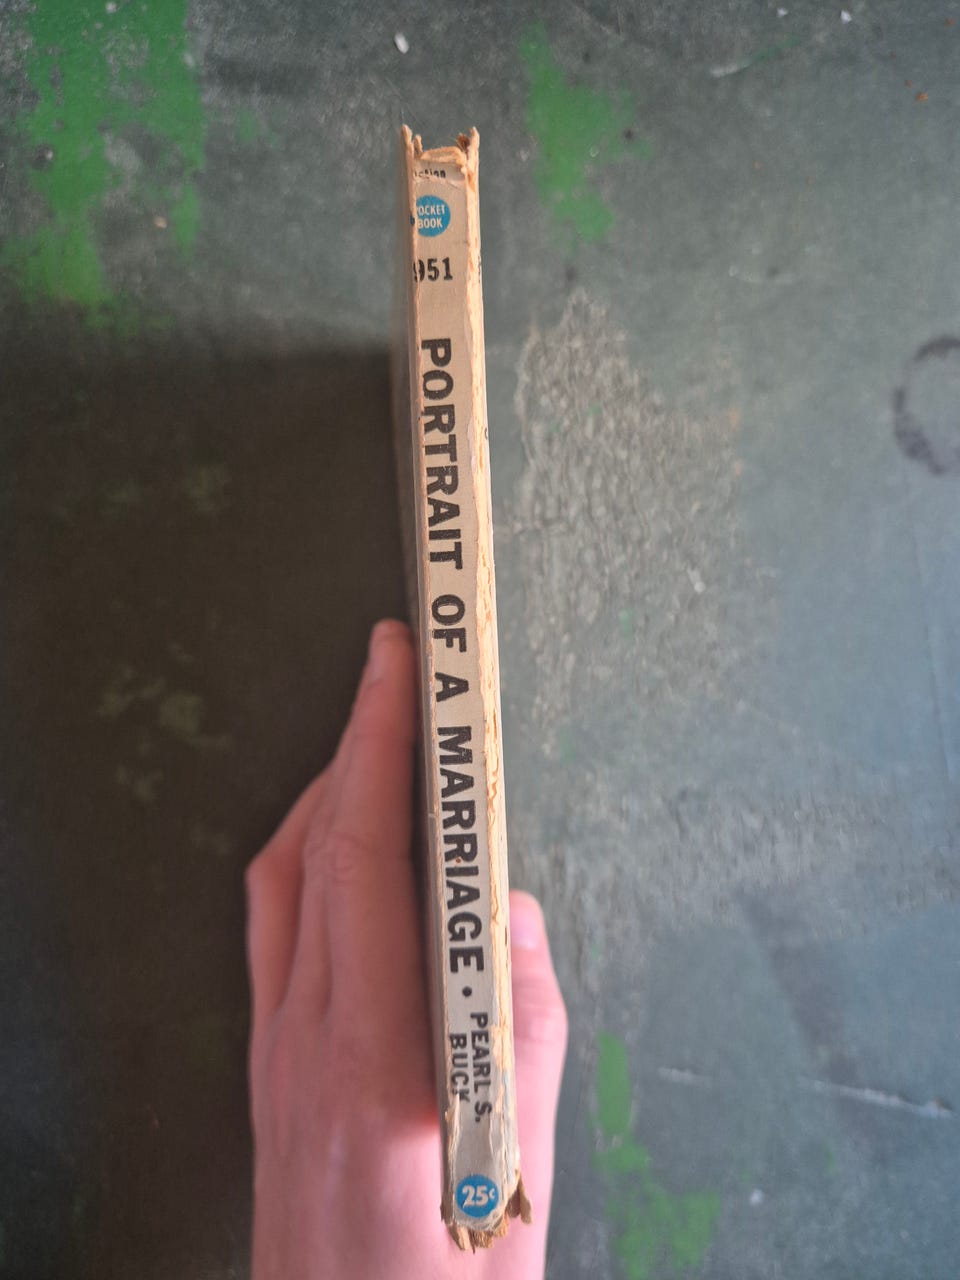 POCKET
BOOK
951
PORTRAIT OF A MARRIAGE • PEARL S.
BUCK
25¢